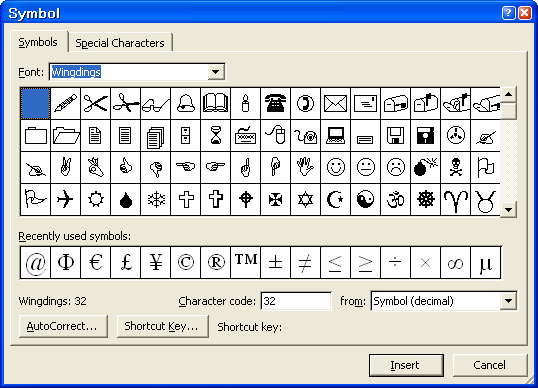 Symbol
Symbols Special Characters
Font: Wingdings
Recently used symbols:
@ Φ € £ ¥ © ® ™ ± ≠ ≤ ≥ ÷ × ∞ µ
Wingdings: 32 Character code: 32 from: Symbol (decimal)
AutoCorrect... Shortcut Key... Shortcut key:
Insert Cancel